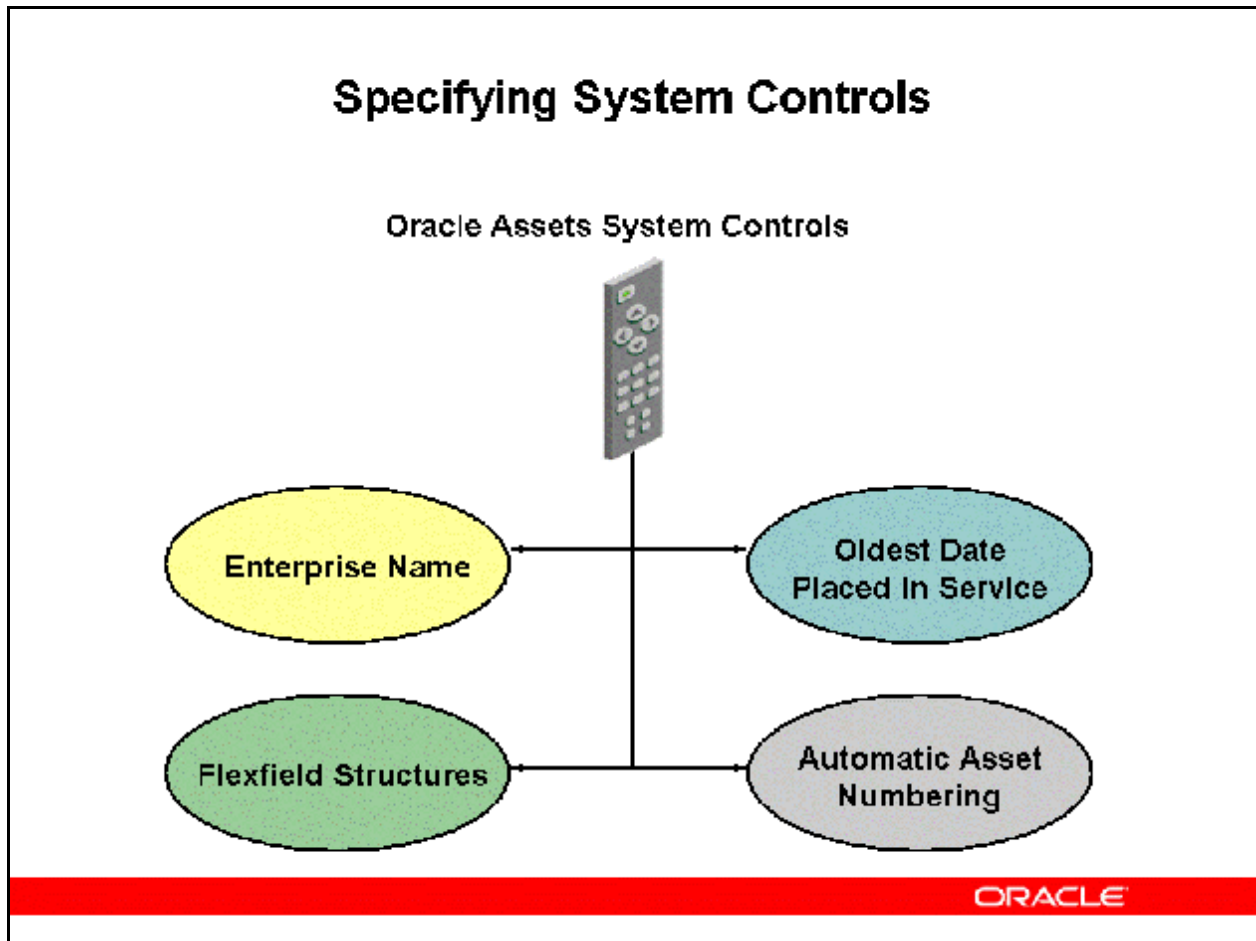 Specifying System Controls
Oracle Assets System Controls
Enterprise Name
Oldest Date
Placed In Service
Flexfield Structures
Automatic Asset
Numbering
ORACLE